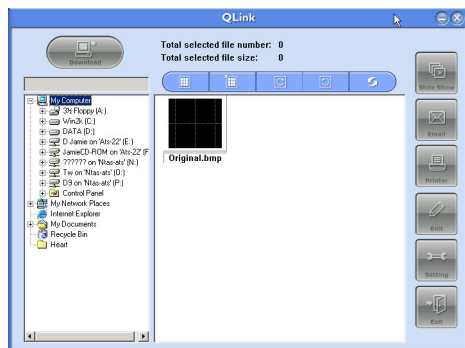 QLink
Download
Total selected file number: 0
Total selected file size: 0
My Computer
3½ Floppy (A:)
Win2k (C:)
DATA (D:)
D Jamie on 'Ats-22' (E:)
JamieCD-ROM on 'Ats-22' (F
?????? on 'Ntas-ats' (N:)
Tw on 'Ntas-ats' (O:)
D9 on 'Ntas-ats' (P:)
Control Panel
My Network Places
Internet Explorer
My Documents
Recycle Bin
Heart
Original.bmp
Slide Show
Email
Printer
Edit
Setting
Exit